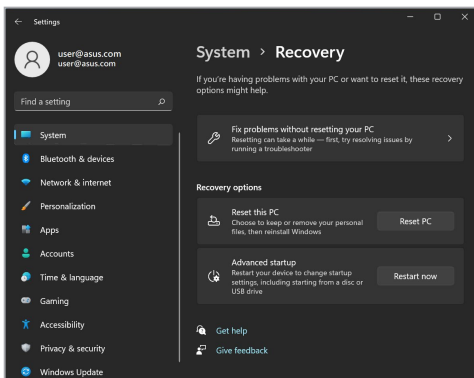 Settings
user@asus.com
user@asus.com
Find a setting
System
Bluetooth & devices
Network & internet
Personalization
Apps
Accounts
Time & language
Gaming
Accessibility
Privacy & security
Windows Update
System > Recovery
If you're having problems with your PC or want to reset it, these recovery
options might help.
Fix problems without resetting your PC
Resetting can take a while — first, try resolving issues by
running a troubleshooter
Recovery options
Reset this PC
Choose to keep or remove your personal
files, then reinstall Windows
Reset PC
Advanced startup
Restart your device to change startup
settings, including starting from a disc or
USB drive
Restart now
Get help
Give feedback